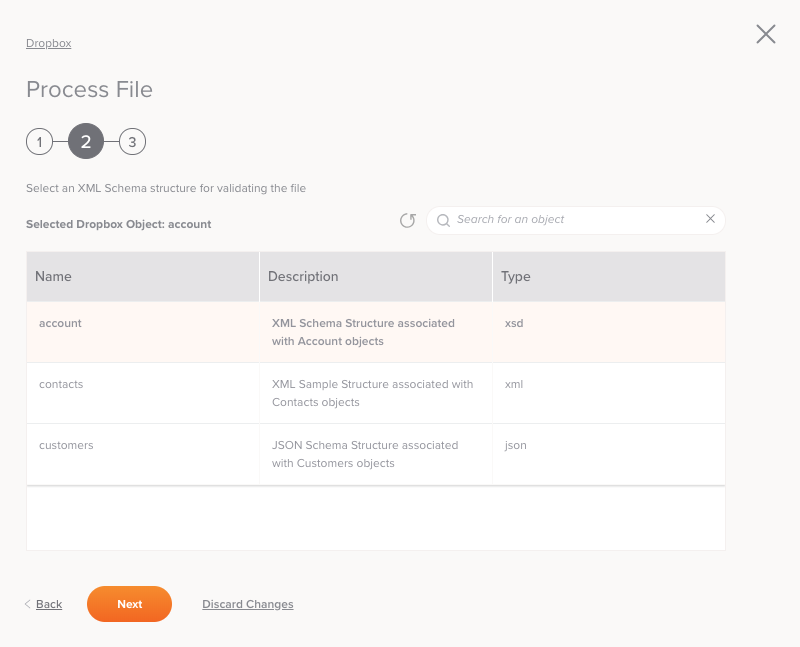 Dropbox
Process File
1 2 3
Select an XML Schema structure for validating the file
Selected Dropbox Object: account
Search for an object
Name Description Type
account XML Schema Structure associated xsd
with Account objects
contacts XML Sample Structure associated with xml
Contacts objects
customers JSON Schema Structure associated json
with Customers objects
Back Next Discard Changes